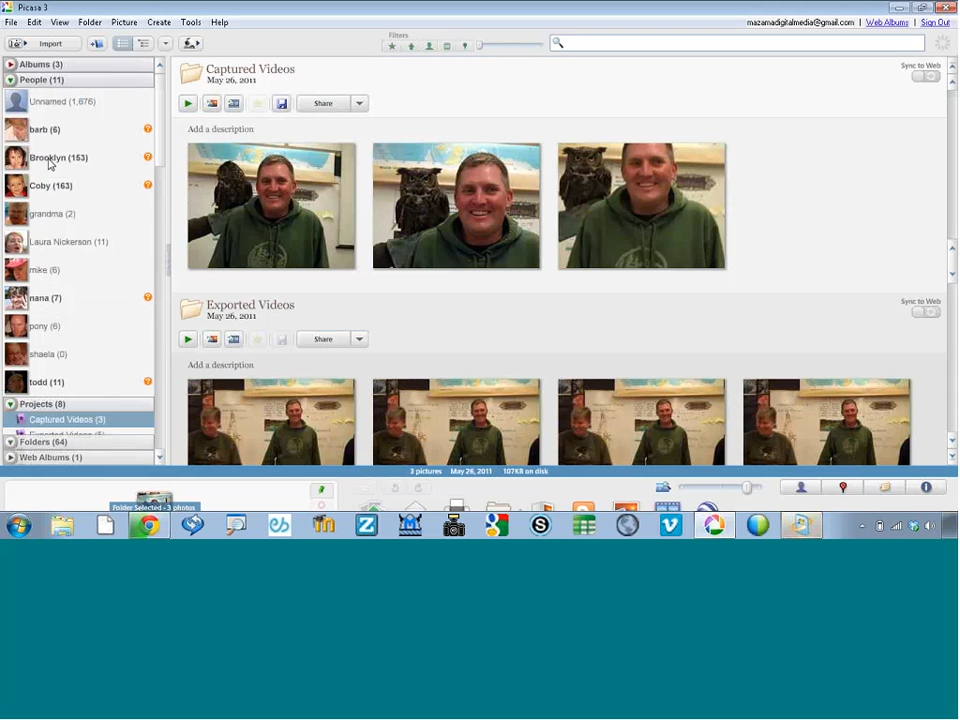 Picasa 3
File Edit View Folder Picture Create Tools Help
mazamadigitalmedia@gmail.com | Web Albums | Sign Out
Import
Filters
Albums (3)
People (11)
Unnamed (1,676)
barb (6)
Brooklyn (153)
Coby (163)
grandma (2)
Laura Nickerson (11)
mike (6)
nana (7)
pony (6)
shaela (0)
todd (11)
Projects (8)
Captured Videos (3)
Exported Videos (5)
Folders (64)
Web Albums (1)
Captured Videos
May 26, 2011
Sync to Web
Share
Add a description
Exported Videos
May 26, 2011
Sync to Web
Share
Add a description
3 pictures May 26, 2011 107KB on disk
Folder Selected - 3 photos